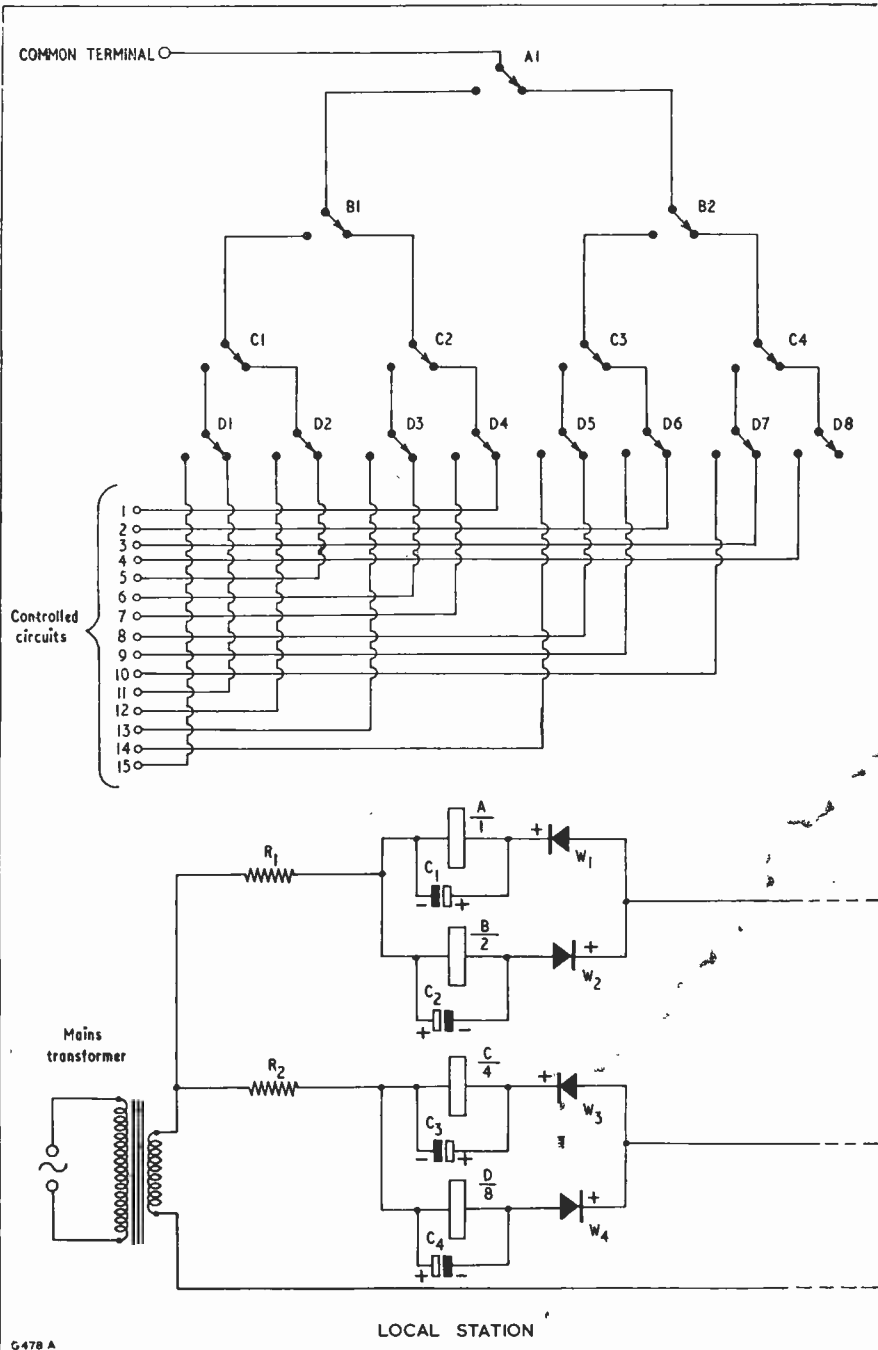 COMMON TERMINAL
A1
B1
B2
C1
C2
C3
C4
D1
D2
D3
D4
D5
D6
D7
D8
Controlled
circuits
1
2
3
4
5
6
7
8
9
10
11
12
13
14
15
A
1
+
W1
R1
C1
- +
B
2
+
W2
C2
+ -
Mains
transformer
R2
C
4
+
W3
C3
- +
D
8
+
W4
C4
+ -
LOCAL STATION
G478 A